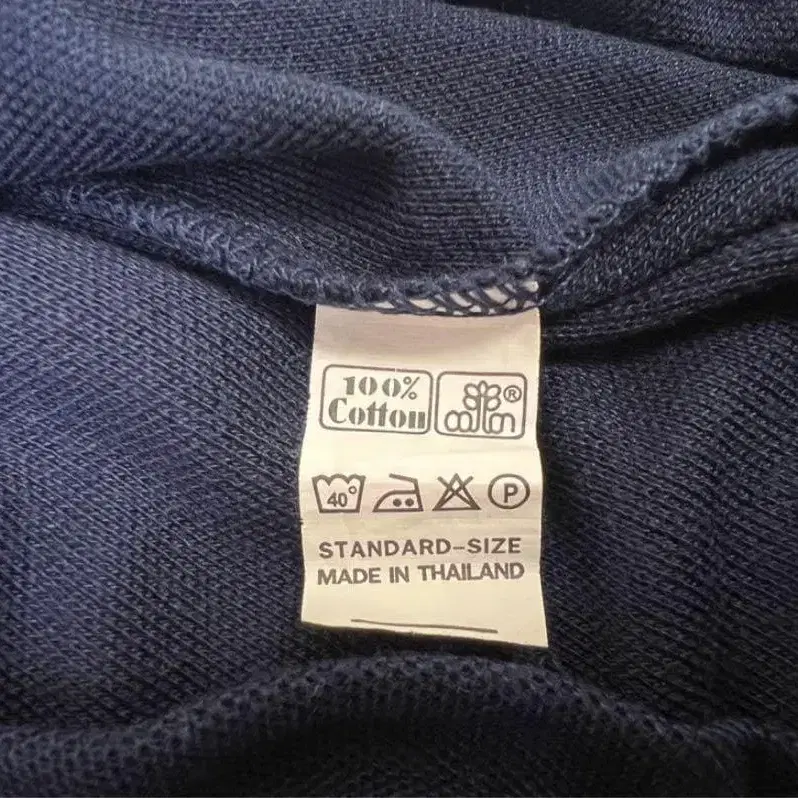 100%
Cotton
®
40°
P
STANDARD-SIZE
MADE IN THAILAND